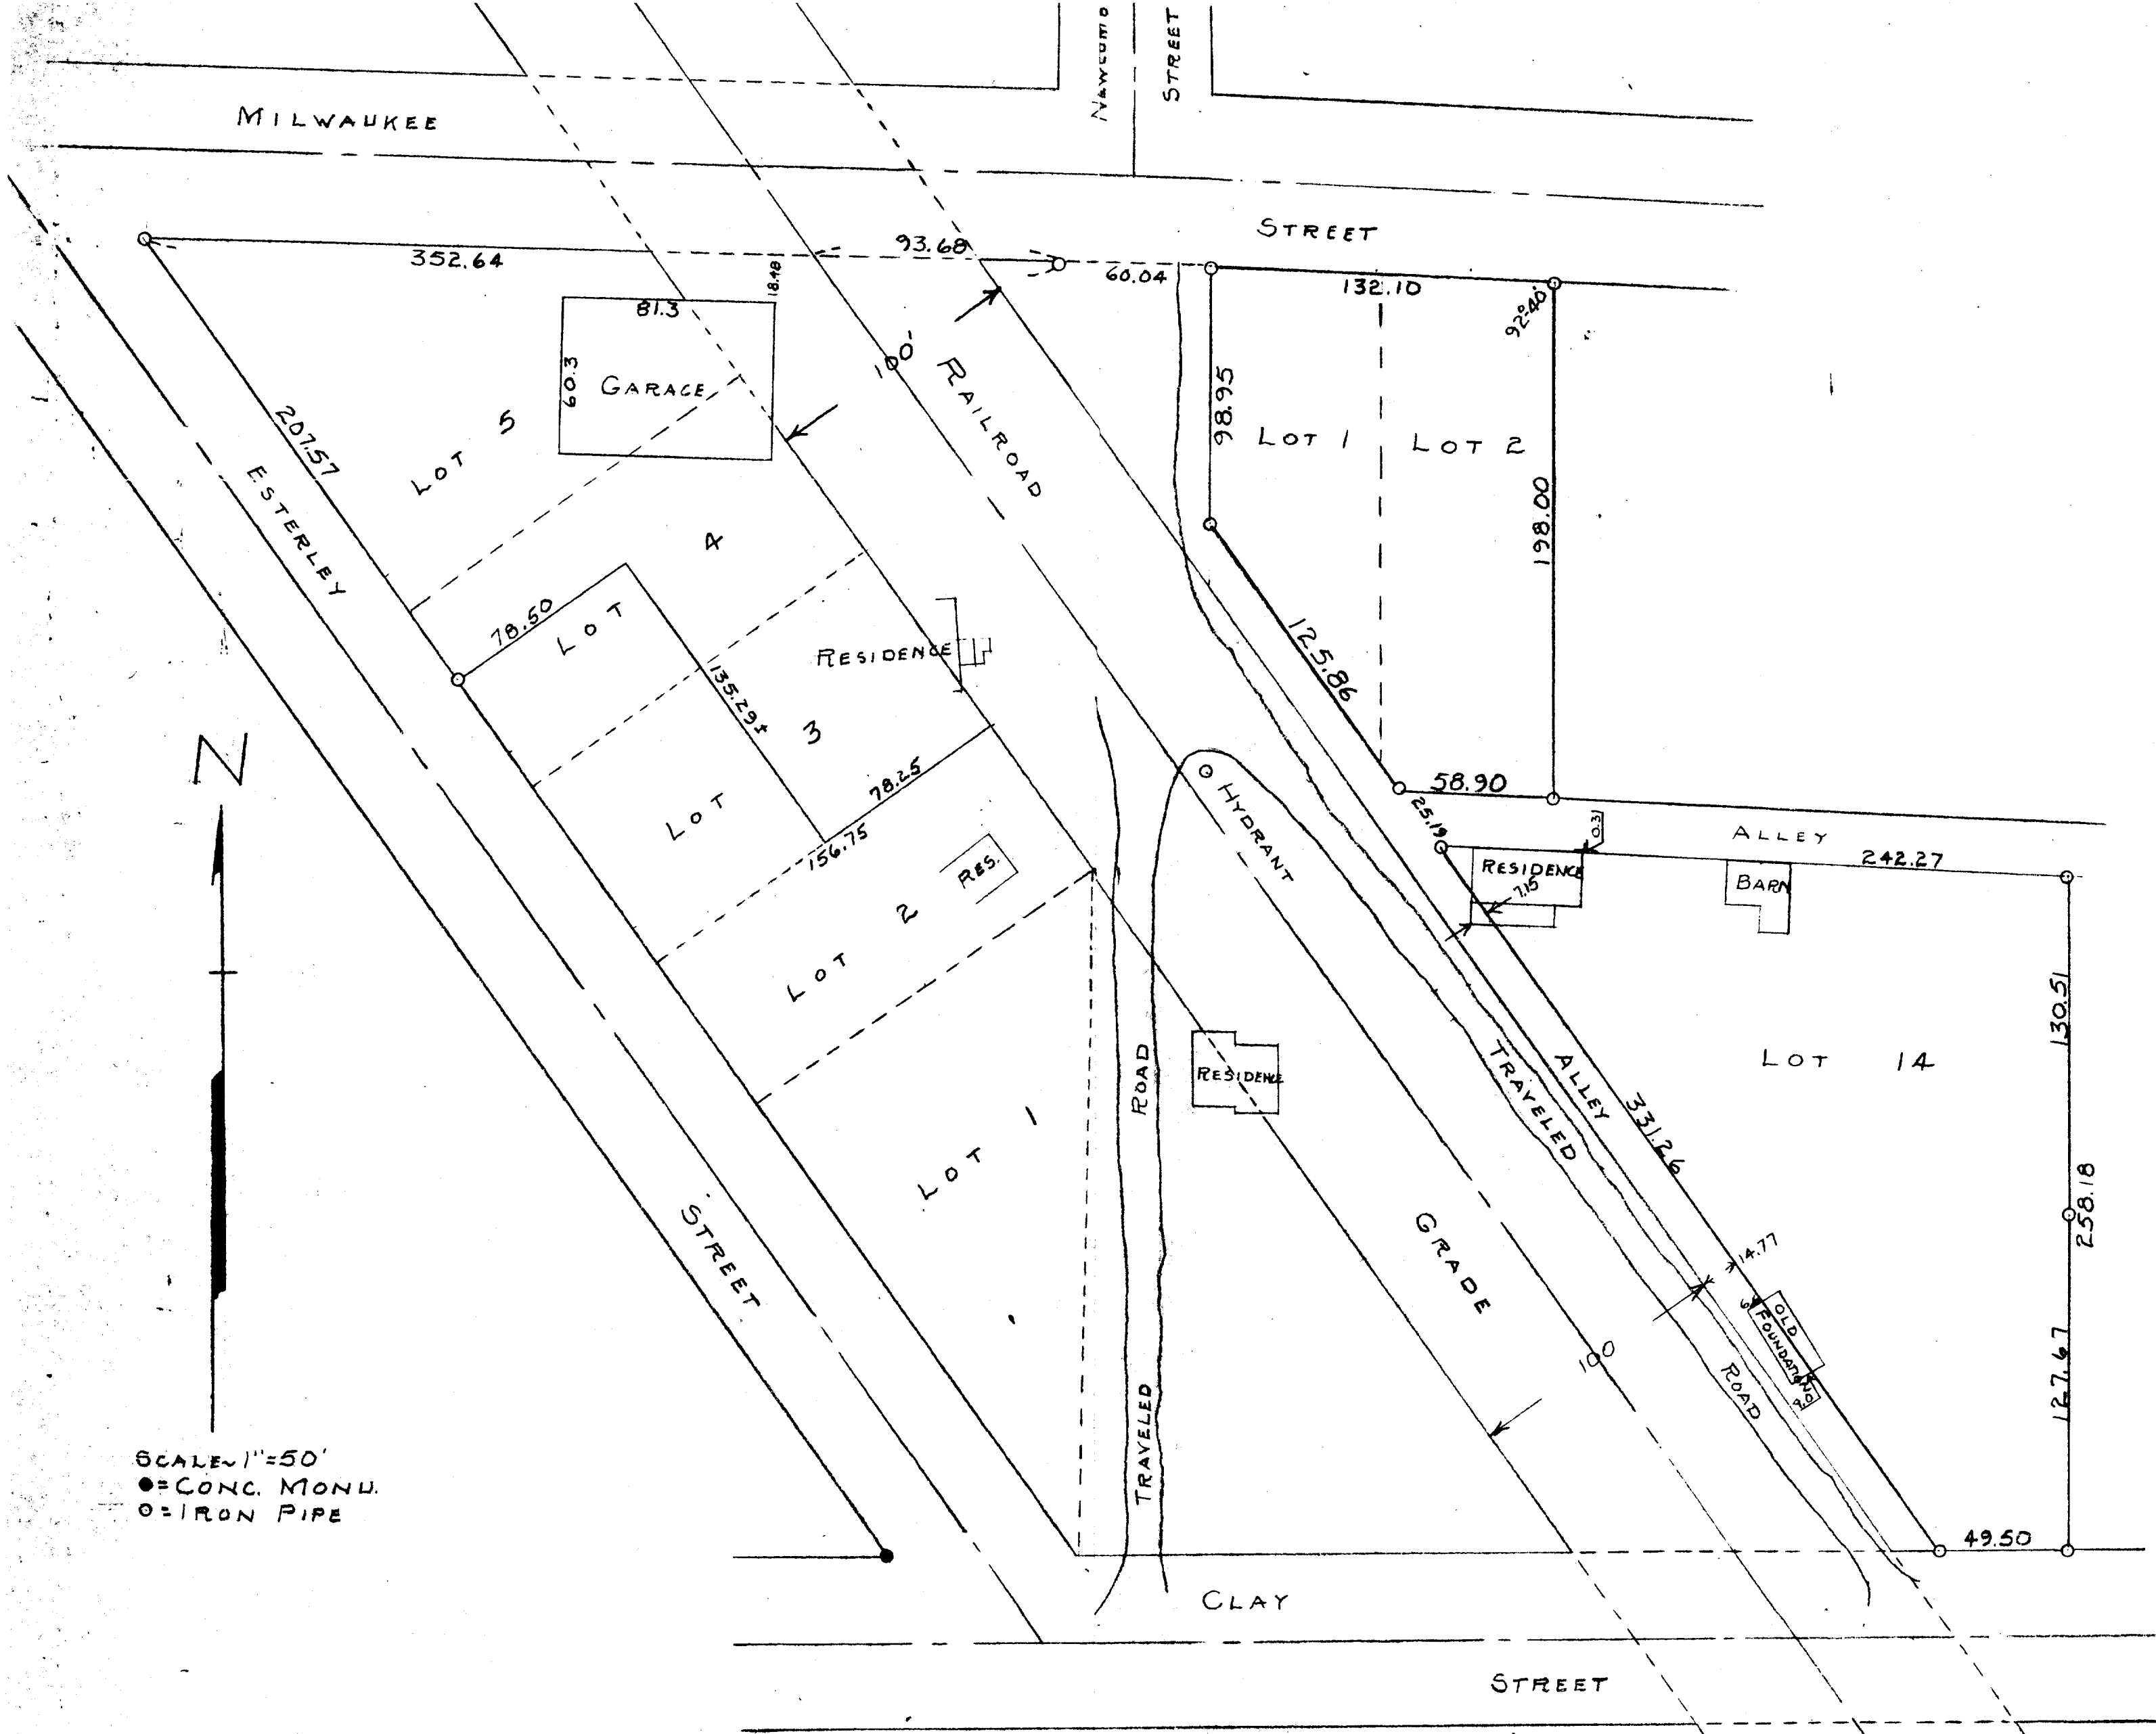 NEWCOMB
STREET
MILWAUKEE
STREET
352.64
93.68
60.04
132.10
92°40'
18.48
81.3
60.3
GARAGE
100'
RAILROAD
98.95
LOT 1
LOT 2
198.00
207.57
LOT 5
ESTERLEY
4
78.50
LOT
RESIDENCE
125.86
135.29±
3
N
78.25
LOT
156.75
58.90
25.19
HYDRANT
0.31
ALLEY
242.27
RESIDENCE
7.15
BARN
RES.
LOT 2
130.51
ROAD
RESIDENCE
TRAVELED
ALLEY
LOT 14
331.26
LOT 1
258.18
STREET
GRADE
14.77
OLD
FOUNDATION
9.0
100
ROAD
127.67
TRAVELED
SCALE~1"=50'
●=CONC. MONU.
O=IRON PIPE
49.50
CLAY
STREET